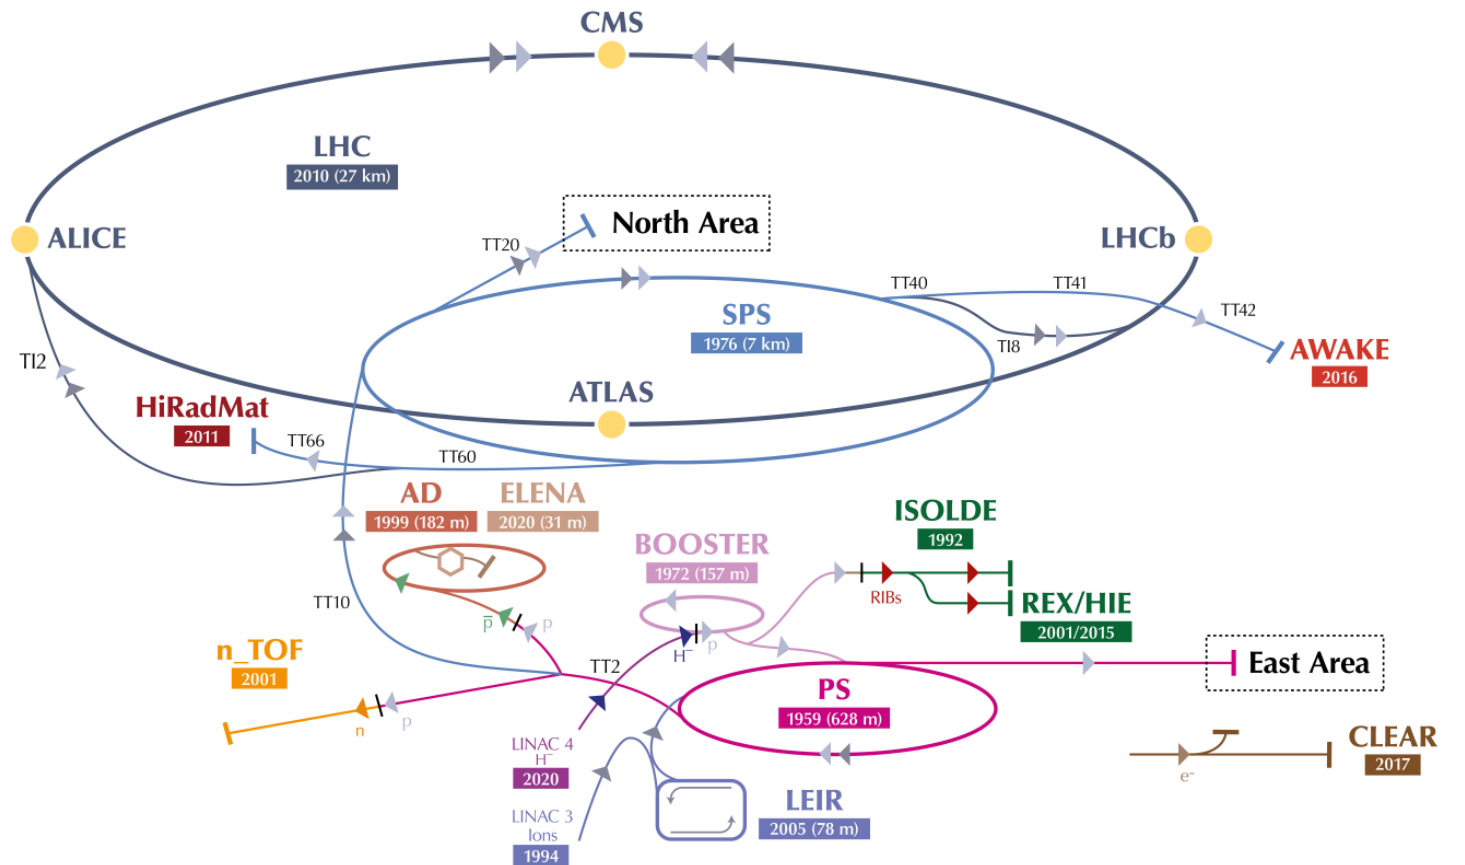 CMS
LHC
2010 (27 km)
North Area
TT20
ALICE
LHCb
TT40
TT41
SPS
1976 (7 km)
TT42
TI8
TI2
AWAKE
2016
ATLAS
HiRadMat
2011
TT66
TT60
AD
1999 (182 m)
ELENA
2020 (31 m)
ISOLDE
1992
BOOSTER
1972 (157 m)
RIBs
REX/HIE
2001/2015
TT10
p̅
p
H⁻
p
n_TOF
2001
TT2
East Area
PS
1959 (628 m)
n
p
LINAC 4
H⁻
2020
CLEAR
2017
e⁻
LEIR
2005 (78 m)
LINAC 3
Ions
1994